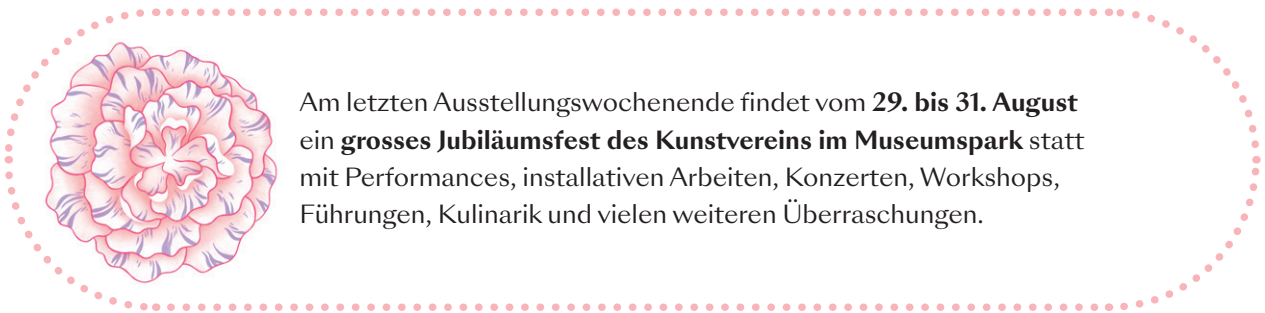 Am letzten Ausstellungswochenende findet vom 29. bis 31. August
ein grosses Jubiläumsfest des Kunstvereins im Museumspark statt
mit Performances, installativen Arbeiten, Konzerten, Workshops,
Führungen, Kulinarik und vielen weiteren Überraschungen.